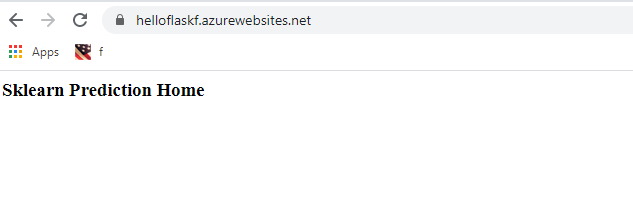 helloflaskf.azurewebsites.net
Apps f
Sklearn Prediction Home